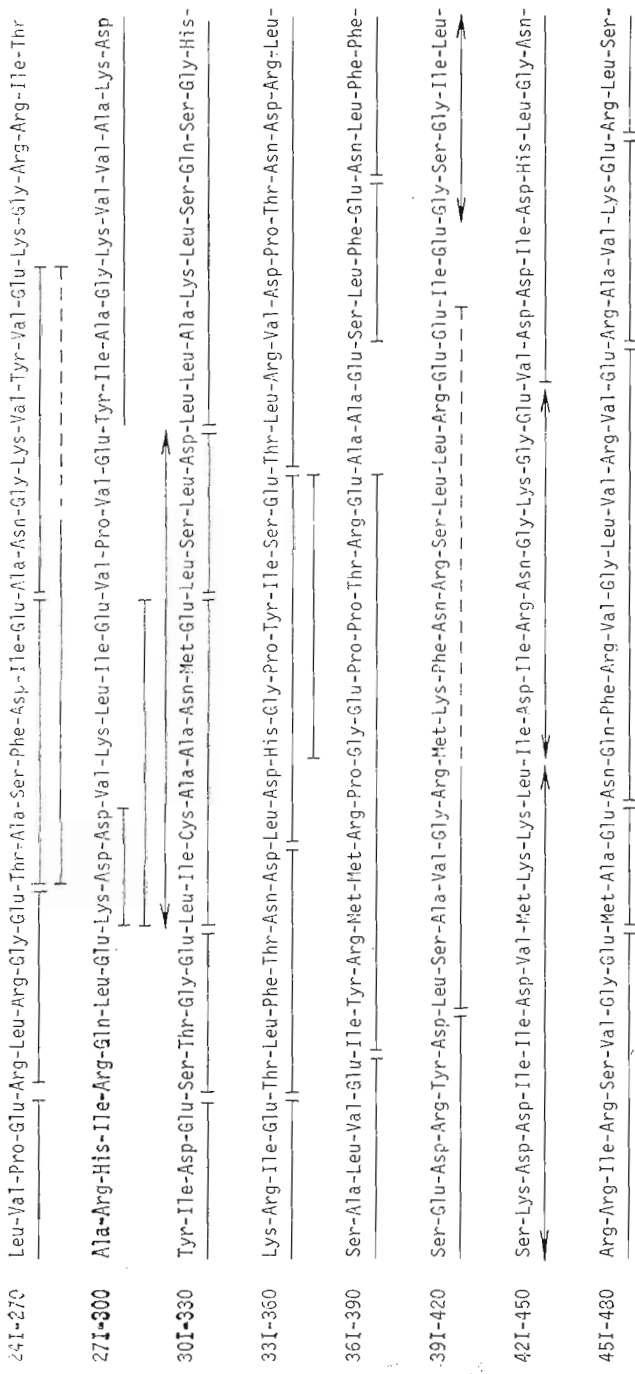 241-270 Leu-Val-Pro-Glu-Arg-Leu-Arg-Gly-Glu-Thr-Ala-Ser-Phe-Asp-Ile-Glu-Ala-Asn-Gly-Lys-Val-Tyr-Val-Glu-Lys-Gly-Arg-Arg-Ile-Thr
271-300 Ala-Arg-His-Ile-Arg-Gln-Leu-Glu-Lys-Asp-Asp-Val-Lys-Leu-Ile-Glu-Val-Pro-Val-Glu-Tyr-Ile-Ala-Gly-Lys-Val-Val-Ala-Lys-Asp
301-330 Tyr-Ile-Asp-Glu-Ser-Thr-Gly-Glu-Leu-Ile-Cys-Ala-Ala-Asn-Met-Glu-Leu-Ser-Leu-Asp-Leu-Leu-Ala-Lys-Leu-Ser-Gln-Ser-Gly-His-
331-360 Lys-Arg-Ile-Glu-Thr-Leu-Phe-Thr-Asn-Asp-Leu-Asp-His-Gly-Pro-Tyr-Ile-Ser-Glu-Thr-Leu-Arg-Val-Asp-Pro-Thr-Asn-Asp-Arg-Leu-
361-390 Ser-Ala-Leu-Val-Glu-Ile-Tyr-Arg-Met-Met-Arg-Pro-Gly-Glu-Pro-Pro-Thr-Arg-Glu-Ala-Ala-Glu-Ser-Leu-Phe-Glu-Asn-Leu-Phe-Phe-
391-420 Ser-Glu-Asp-Arg-Tyr-Asp-Leu-Ser-Ala-Val-Gly-Arg-Met-Lys-Phe-Asn-Arg-Ser-Leu-Leu-Arg-Glu-Glu-Ile-Glu-Gly-Ser-Gly-Ile-Leu-
421-450 Ser-Lys-Asp-Asp-Ile-Ile-Asp-Val-Met-Lys-Lys-Leu-Ile-Asp-Ile-Arg-Asn-Gly-Lys-Gly-Glu-Val-Asp-Asp-Ile-Asp-His-Leu-Gly-Asn-
451-480 Arg-Arg-Ile-Arg-Ser-Val-Gly-Glu-Met-Ala-Glu-Asn-Gln-Phe-Arg-Val-Gly-Leu-Val-Arg-Val-Glu-Arg-Ala-Val-Lys-Glu-Arg-Leu-Ser-